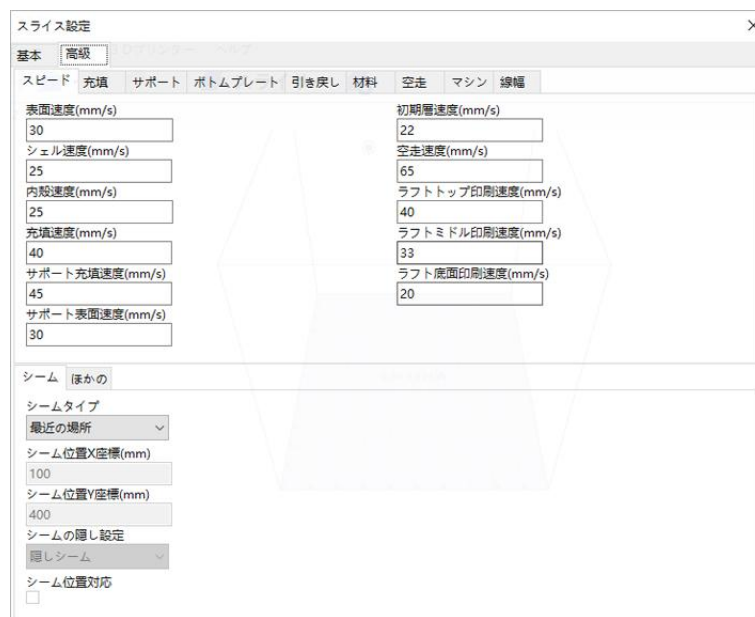 スライス設定
基本 高級
スピード 充填 サポート ボトムプレート 引き戻し 材料 空走 マシン 線幅
表面速度(mm/s)
30
シェル速度(mm/s)
25
内殻速度(mm/s)
25
充填速度(mm/s)
40
サポート充填速度(mm/s)
45
サポート表面速度(mm/s)
30
初期層速度(mm/s)
22
空走速度(mm/s)
65
ラフトトップ印刷速度(mm/s)
40
ラフトミドル印刷速度(mm/s)
33
ラフト底面印刷速度(mm/s)
20
シーム ほかの
シームタイプ
最近の場所
シーム位置X座標(mm)
100
シーム位置Y座標(mm)
400
シームの隠し設定
隠しシーム
シーム位置対応